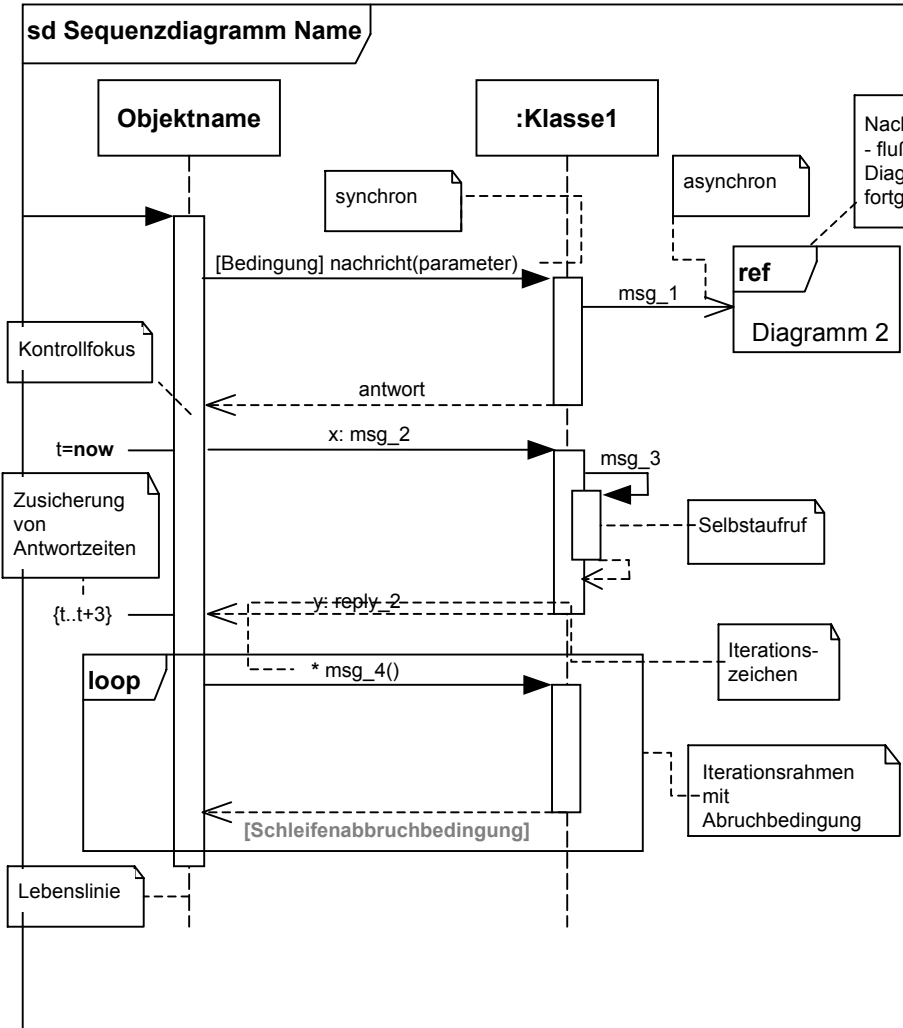 sd Sequenzdiagramm Name
Objektname
:Klasse1
synchron
asynchron
- fluß
[Bedingung] nachricht(parameter)
msg_1
ref
Diagramm 2
Kontrollfokus
antwort
t=now
x: msg_2
msg_3
Zusicherung
von
Antwortzeiten
Selbstaufruf
{t..t+3}
y: reply_2
Iterations-
zeichen
loop
* msg_4()
Iterationsrahmen
mit
Abruchbedingung
[Schleifenabbruchbedingung]
Lebenslinie